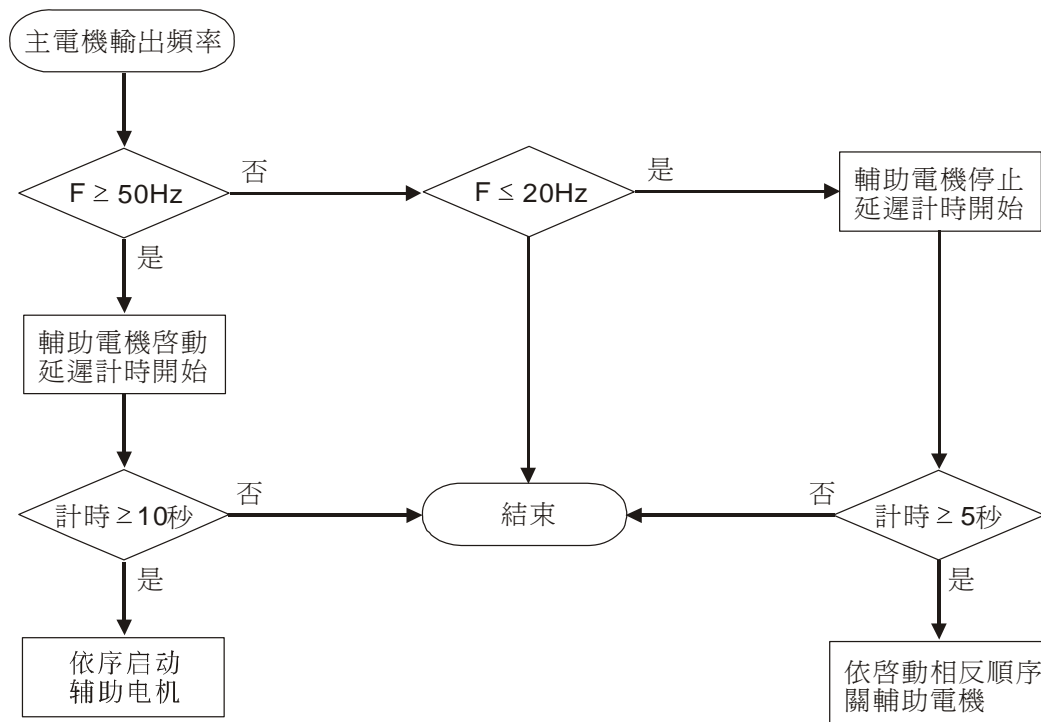 主電機輸出頻率
F ≥ 50Hz
否
F ≤ 20Hz
是
輔助電機停止
延遲計時開始
是
輔助電機啓動
延遲計時開始
計時 ≥ 10秒
否
結束
否
計時 ≥ 5秒
是
是
依序启动
辅助电机
依啓動相反順序
關輔助電機